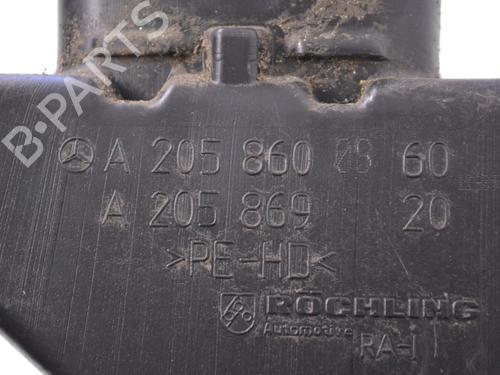 A 205 860 60
A 205 869 20
>PE-HD<
RÖCHLING
Automotive
RA-I
B-PARTS